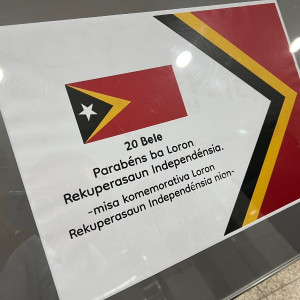 20 Bele
Parabéns ba Loron
Rekuperasaun Independénsia.
-misa komemorativa Loron
Rekuperasaun Independénsia nian-